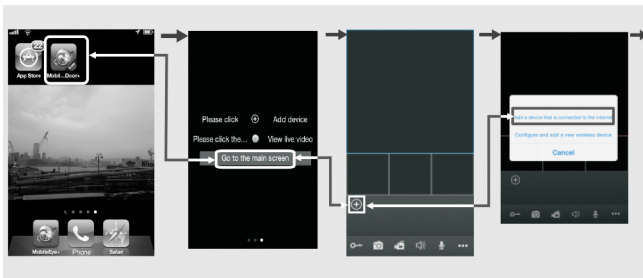 22
App Store
Mobil...Door+
MobileEye+
Phone
Safari
Please click Add device
Please click the... View live video
Go to the main screen
Add a device that is connected to the Internet
Configure and add a new wireless device
Cancel